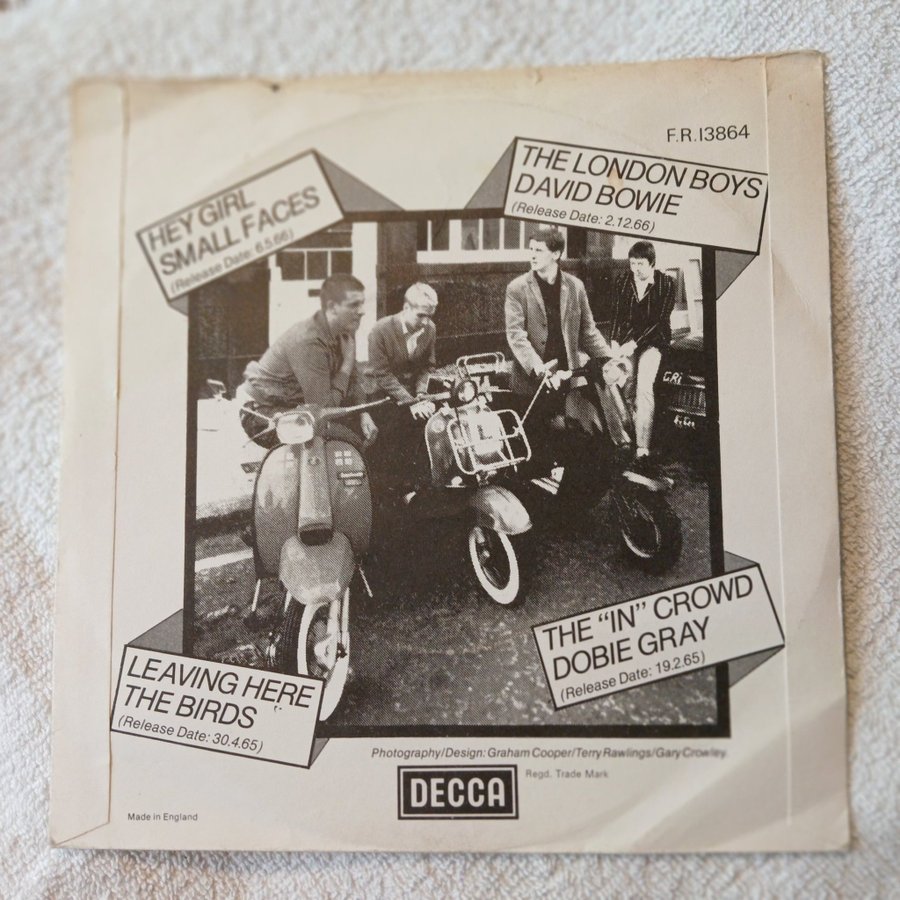 F.R.13864
HEY GIRL
SMALL FACES
(Release Date: 6.5.66)
THE LONDON BOYS
DAVID BOWIE
(Release Date: 2.12.66)
GRi
LEAVING HERE
THE BIRDS
(Release Date: 30.4.65)
THE "IN" CROWD
DOBIE GRAY
(Release Date: 19.2.65)
Photography/Design: Graham Cooper/Terry Rawlings/Gary Crowley
DECCA
Regd. Trade Mark
Made in England